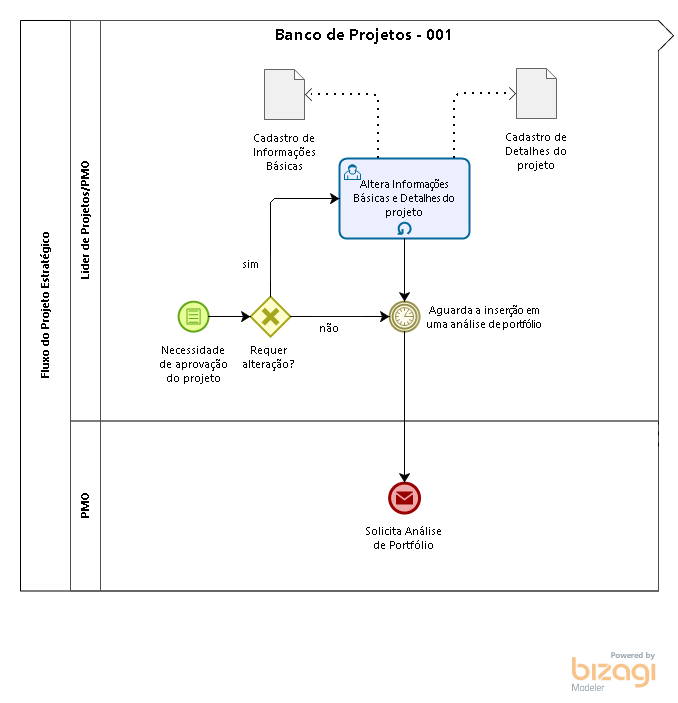 Banco de Projetos - 001
Fluxo do Projeto Estratégico
Líder de Projetos/PMO
Cadastro de
Informações
Básicas
Cadastro de
Detalhes do
projeto
Altera Informações
Básicas e Detalhes do
projeto
sim
não
Necessidade
de aprovação
do projeto
Requer
alteração?
Aguarda a inserção em
uma análise de portfólio
PMO
Solicita Análise
de Portfólio
Powered by
bizagi
Modeler